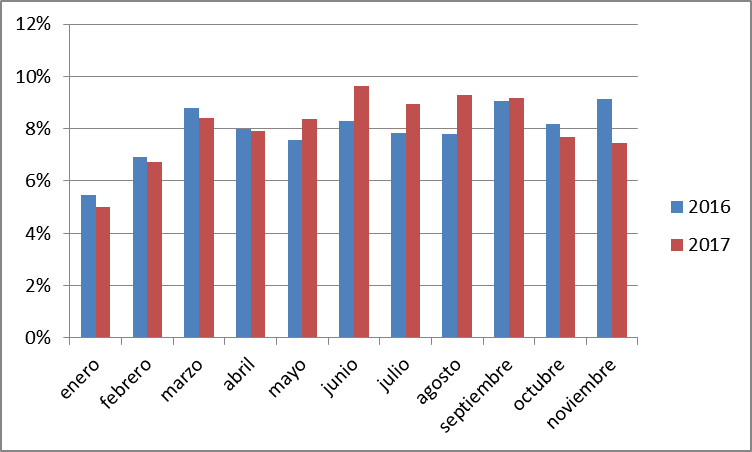 12%
10%
8%
6%
4%
2%
0%
enero
febrero
marzo
abril
mayo
junio
julio
agosto
septiembre
octubre
noviembre
2016
2017